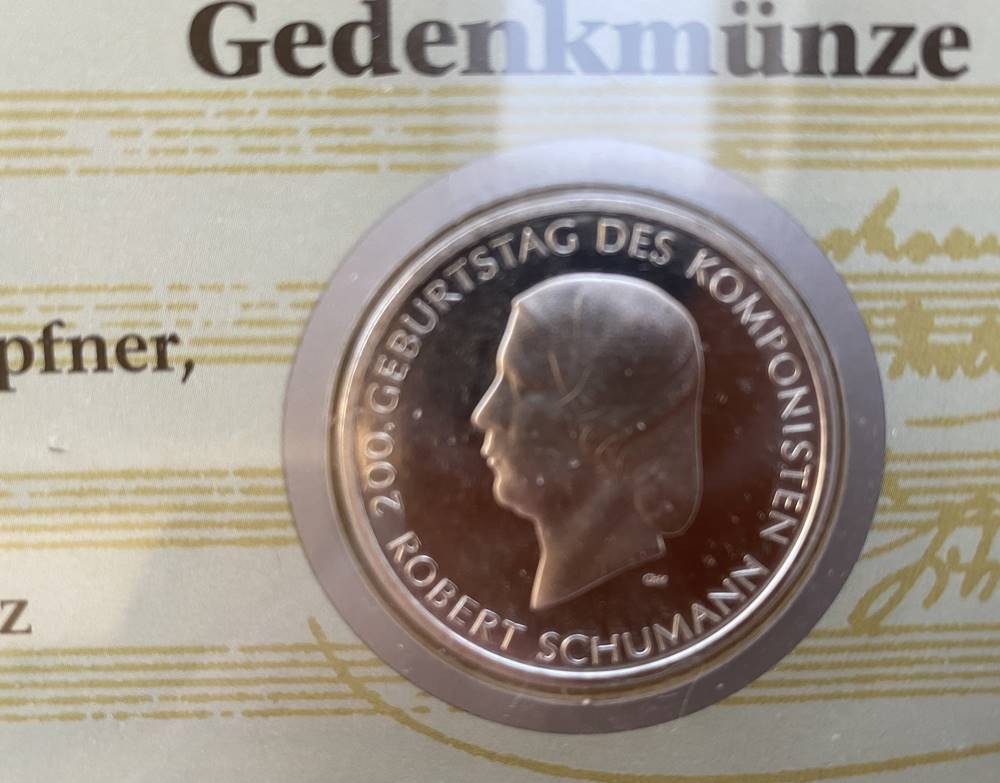 Gedenkmünze
200. GEBURTSTAG DES KOMPONISTEN
ROBERT SCHUMANN
pfner,
z